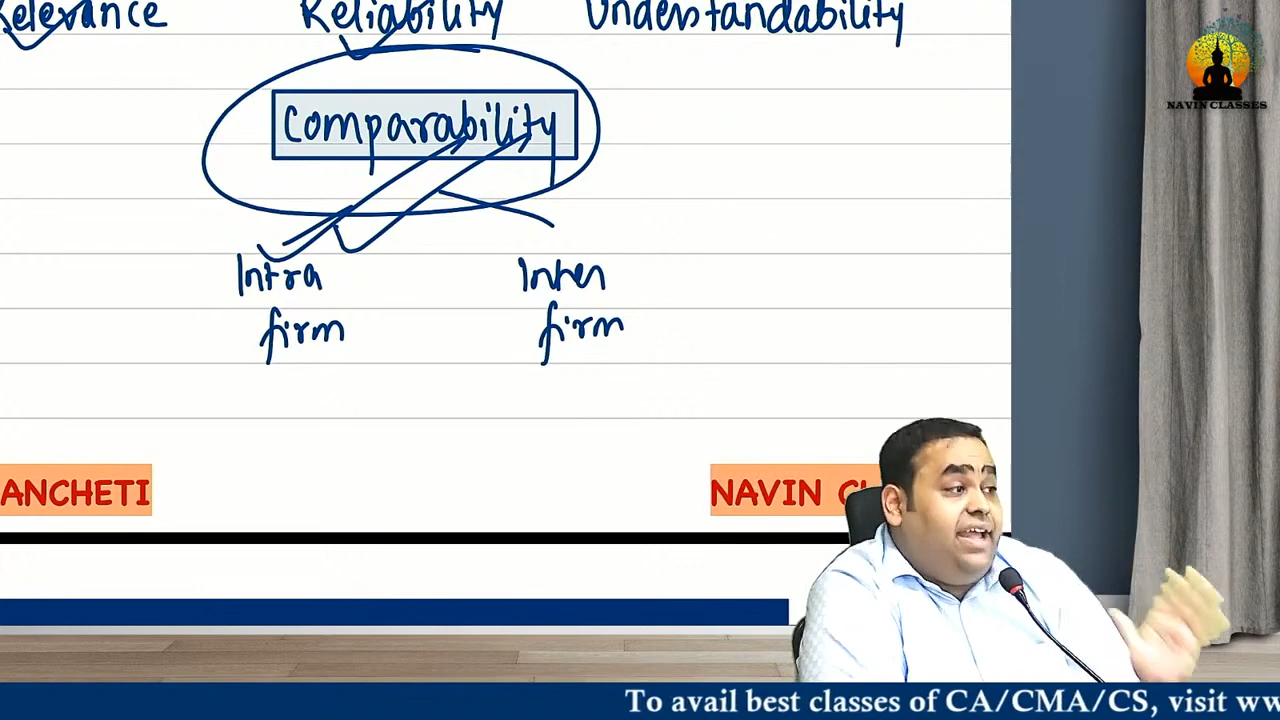 Relevance Reliability Understandability
NAVIN CLASSES
Comparability
Intra Inter
firm firm
ANCHETI NAVIN
To avail best classes of CA/CMA/CS, visit ww